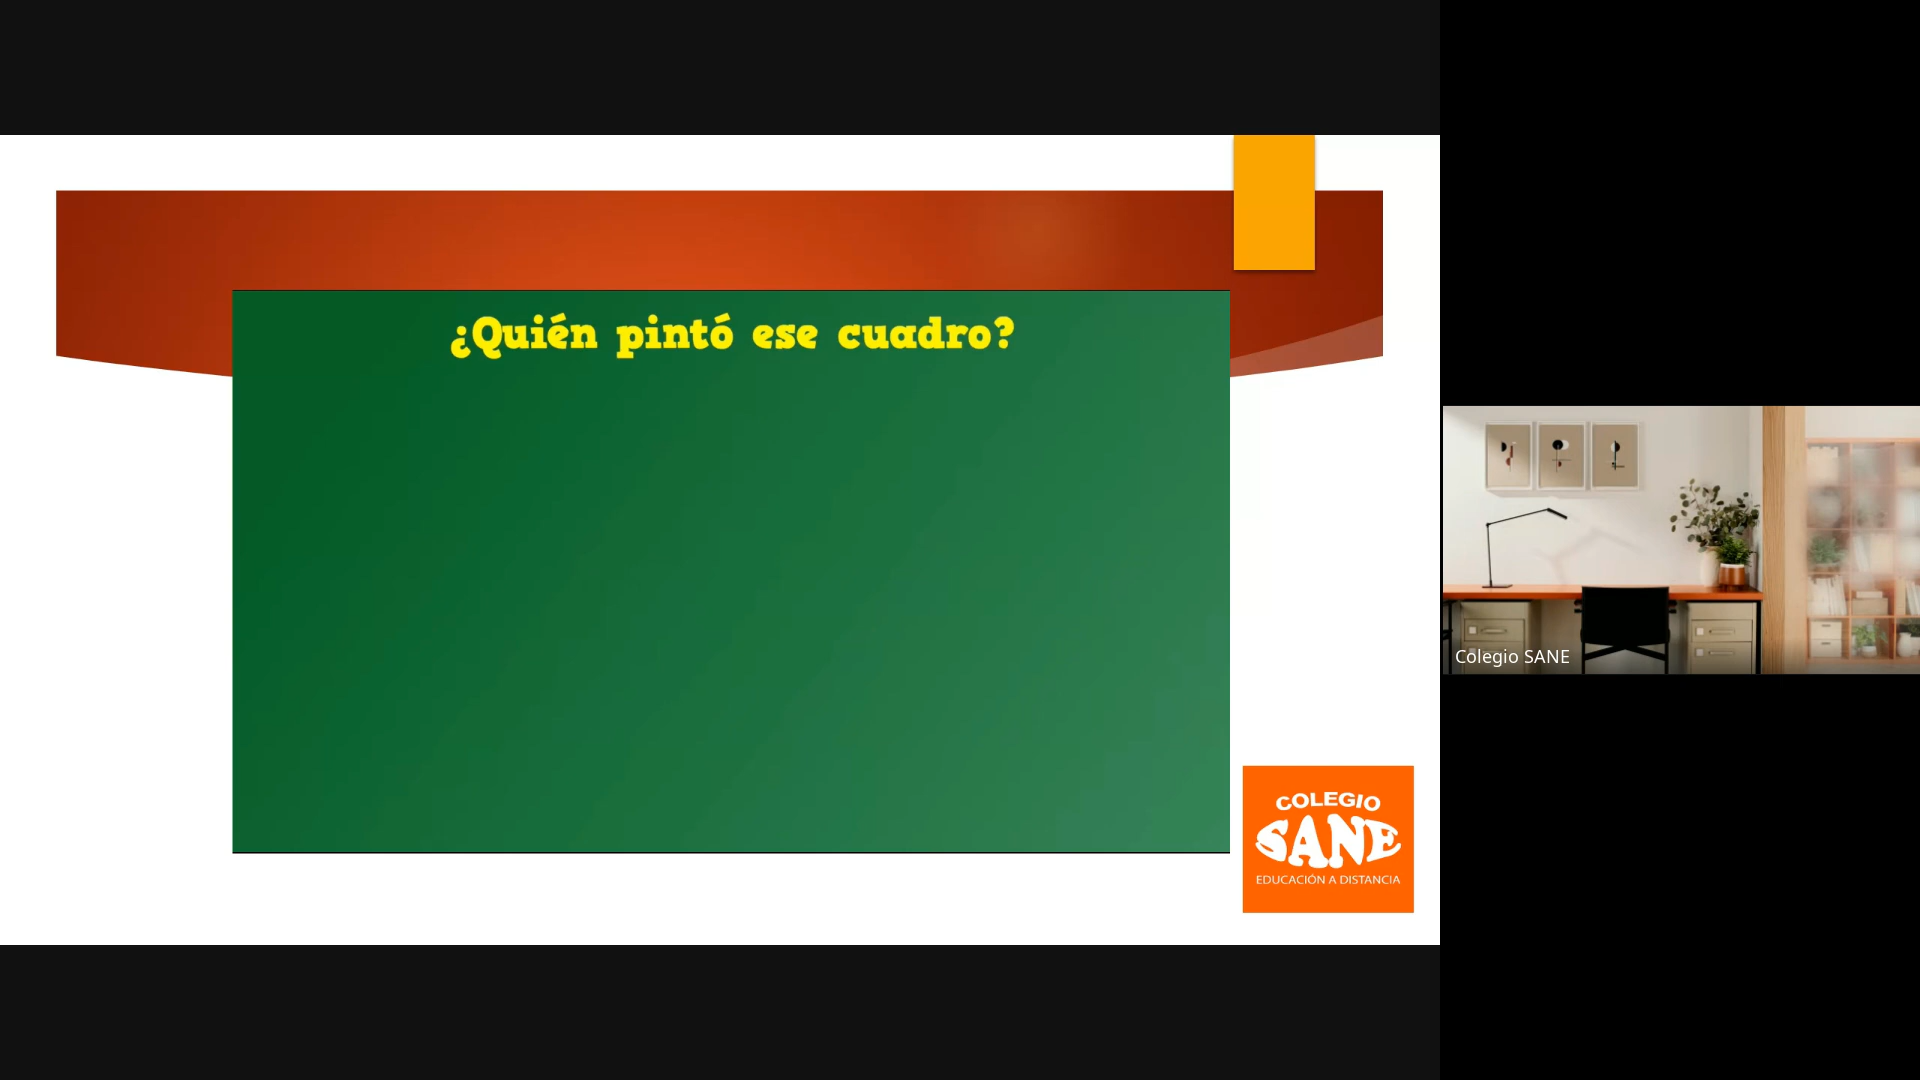 ¿Quién pintó ese cuadro?
COLEGIO
SANE
EDUCACIÓN A DISTANCIA
Colegio SANE